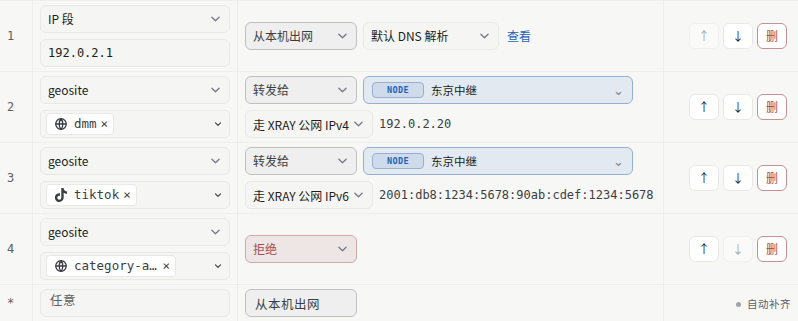 1
IP 段
192.0.2.1
从本机出网
默认 DNS 解析
查看
↑ ↓ 删
2
geosite
dmm ×
转发给
NODE 东京中继
走 XRAY 公网 IPv4
192.0.2.20
↑ ↓ 删
3
geosite
tiktok ×
转发给
NODE 东京中继
走 XRAY 公网 IPv6
2001:db8:1234:5678:90ab:cdef:1234:5678
↑ ↓ 删
4
geosite
category-a… ×
拒绝
↑ ↓ 删
*
任意
从本机出网
自动补齐